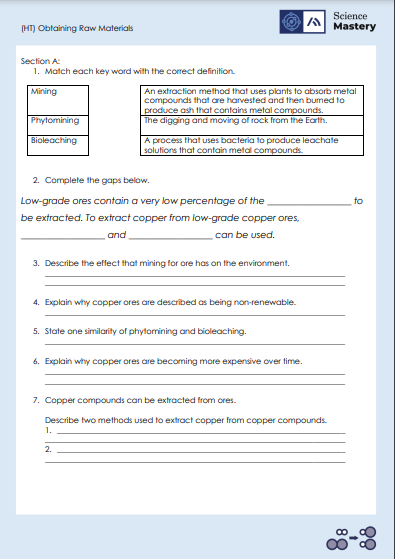 (HT) Obtaining Raw Materials
Science
Mastery
Section A:
1. Match each key word with the correct definition.
Mining
An extraction method that uses plants to absorb metal
compounds that are harvested and then burned to
produce ash that contains metal compounds.
Phytomining
The digging and moving of rock from the Earth.
Bioleaching
A process that uses bacteria to produce leachate
solutions that contain metal compounds.
2. Complete the gaps below.
Low-grade ores contain a very low percentage of the ________________ to
be extracted. To extract copper from low-grade copper ores,
________________ and ________________ can be used.
3. Describe the effect that mining for ore has on the environment.
4. Explain why copper ores are described as being non-renewable.
5. State one similarity of phytomining and bioleaching.
6. Explain why copper ores are becoming more expensive over time.
7. Copper compounds can be extracted from ores.
Describe two methods used to extract copper from copper compounds.
1.
2.